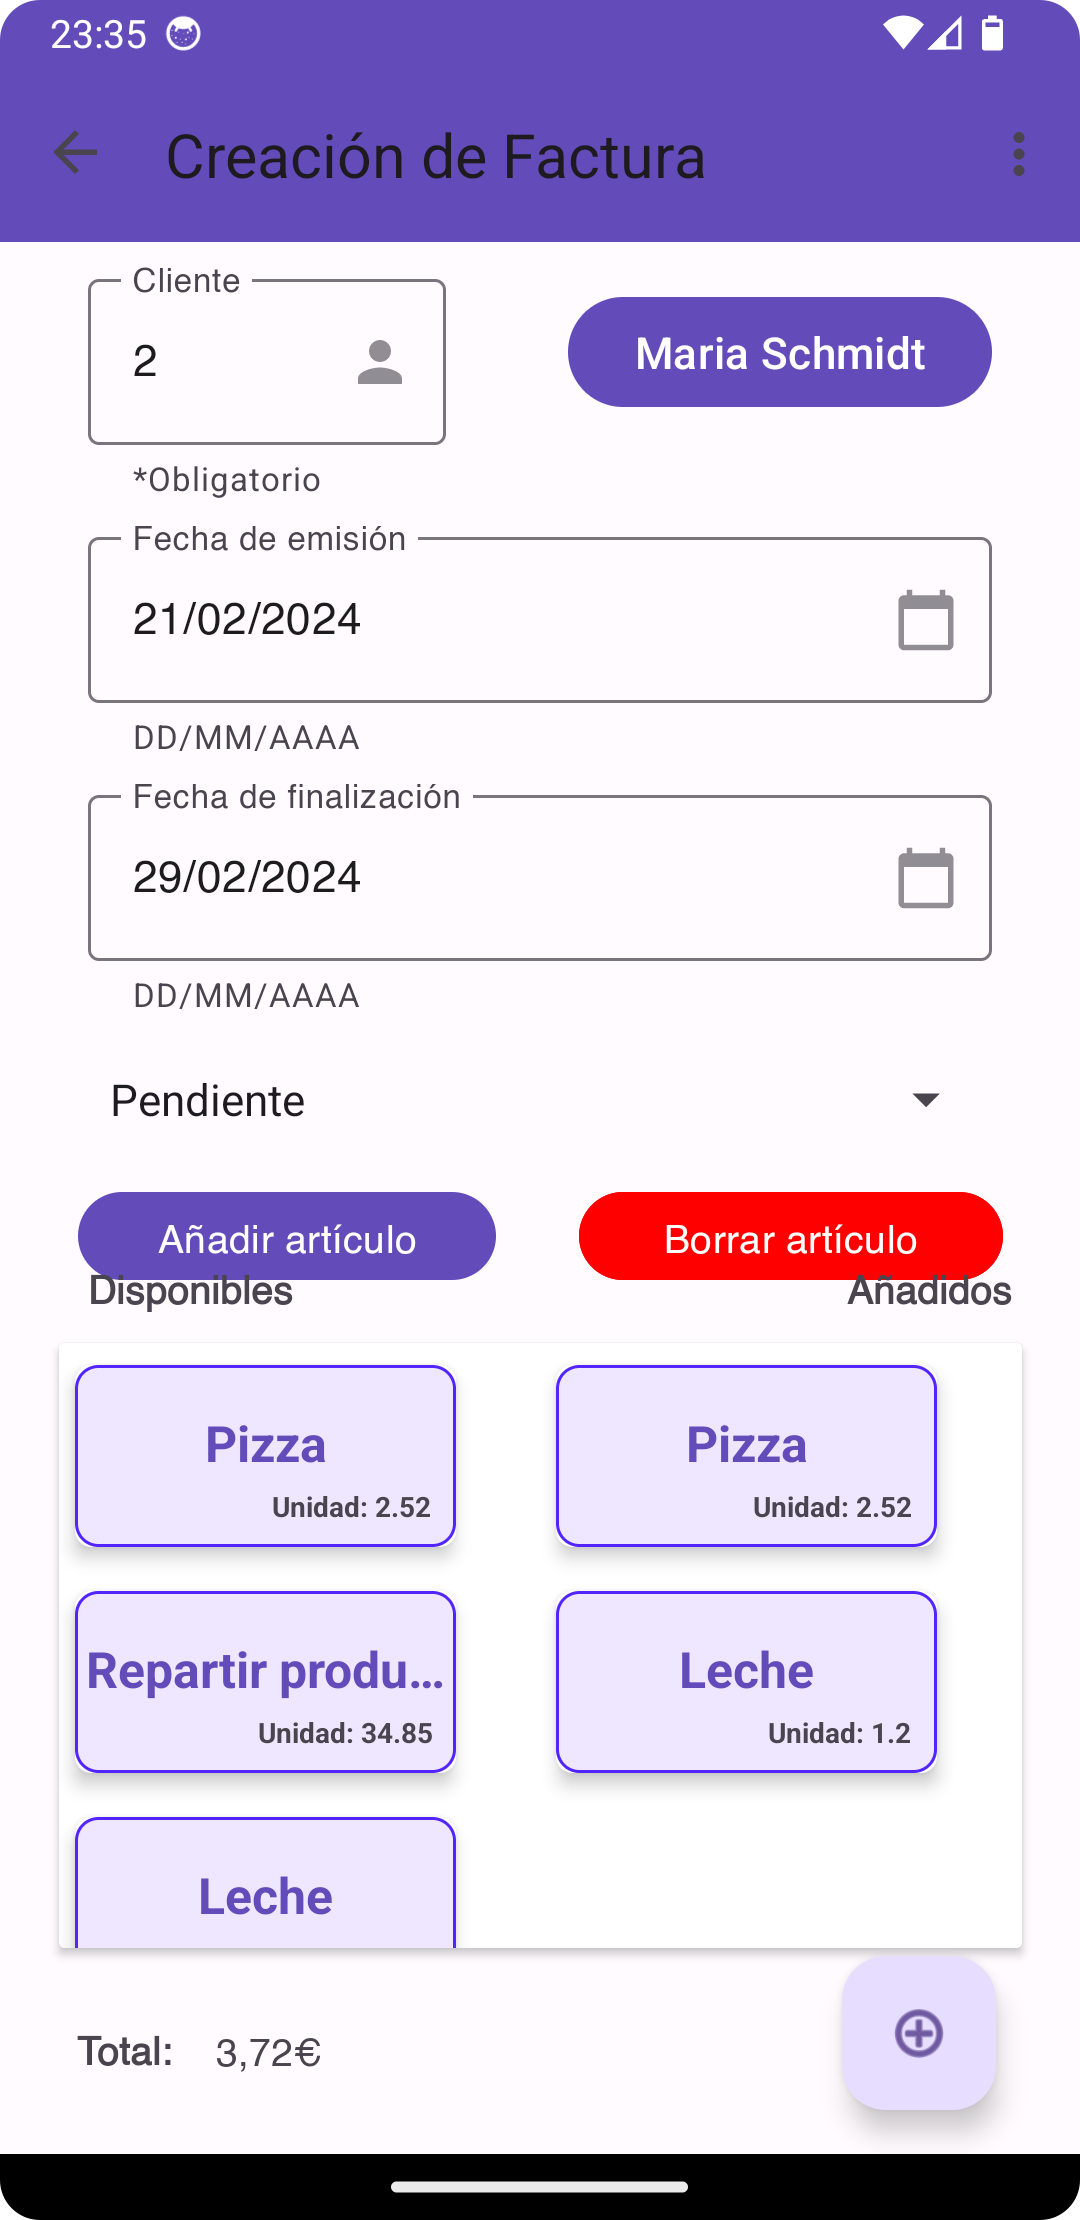 23:35
Creación de Factura
Cliente
2
Maria Schmidt
*Obligatorio
Fecha de emisión
21/02/2024
DD/MM/AAAA
Fecha de finalización
29/02/2024
DD/MM/AAAA
Pendiente
Añadir artículo
Borrar artículo
Disponibles
Añadidos
Pizza
Unidad: 2.52
Pizza
Unidad: 2.52
Repartir produ...
Unidad: 34.85
Leche
Unidad: 1.2
Leche
Total: 3,72€